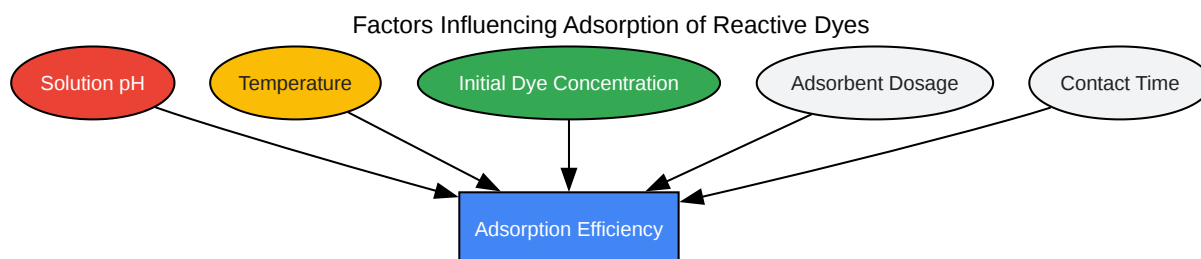 Factors Influencing Adsorption of Reactive Dyes
Solution pH
Temperature
Initial Dye Concentration
Adsorbent Dosage
Contact Time
Adsorption Efficiency